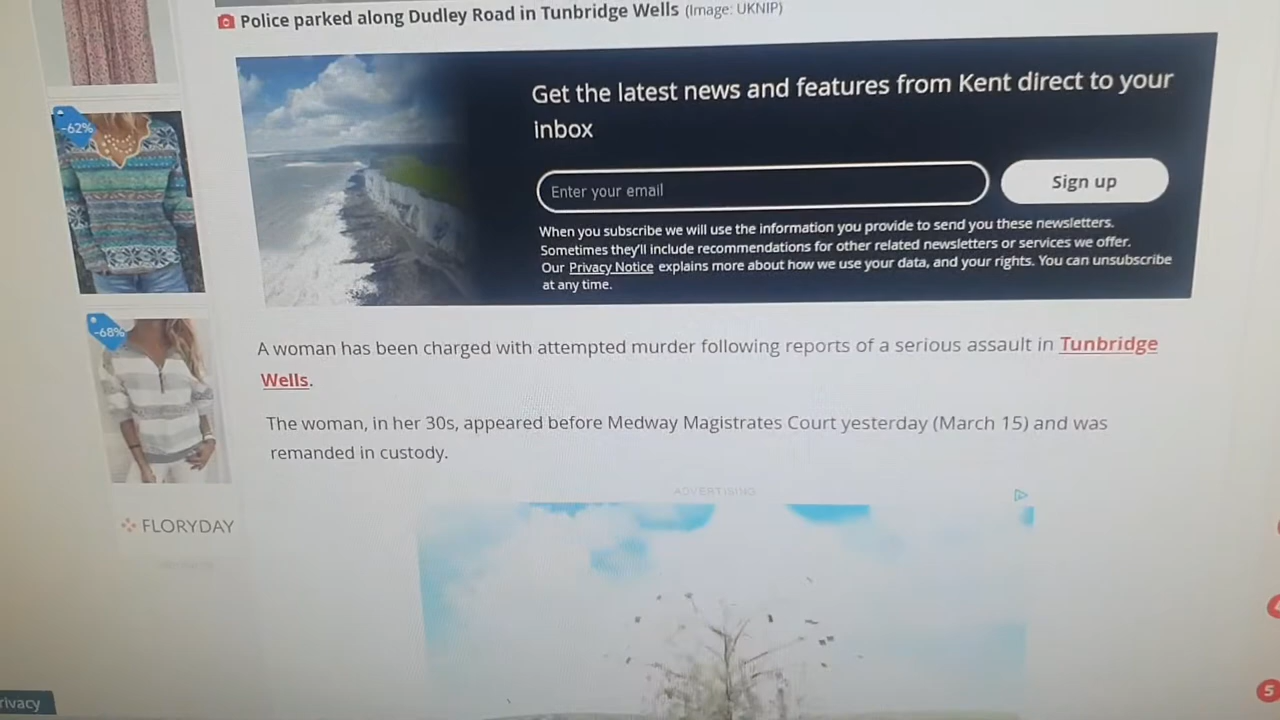 Police parked along Dudley Road in Tunbridge Wells (Image: UKNIP)
-62%
Get the latest news and features from Kent direct to your
inbox
Enter your email
Sign up
When you subscribe we will use the information you provide to send you these newsletters.
Sometimes they'll include recommendations for other related newsletters or services we offer.
Our Privacy Notice explains more about how we use your data, and your rights. You can unsubscribe
at any time.
-68%
A woman has been charged with attempted murder following reports of a serious assault in Tunbridge
Wells.
The woman, in her 30s, appeared before Medway Magistrates Court yesterday (March 15) and was
remanded in custody.
ADVERTISING
FLORYDAY
rivacy
5